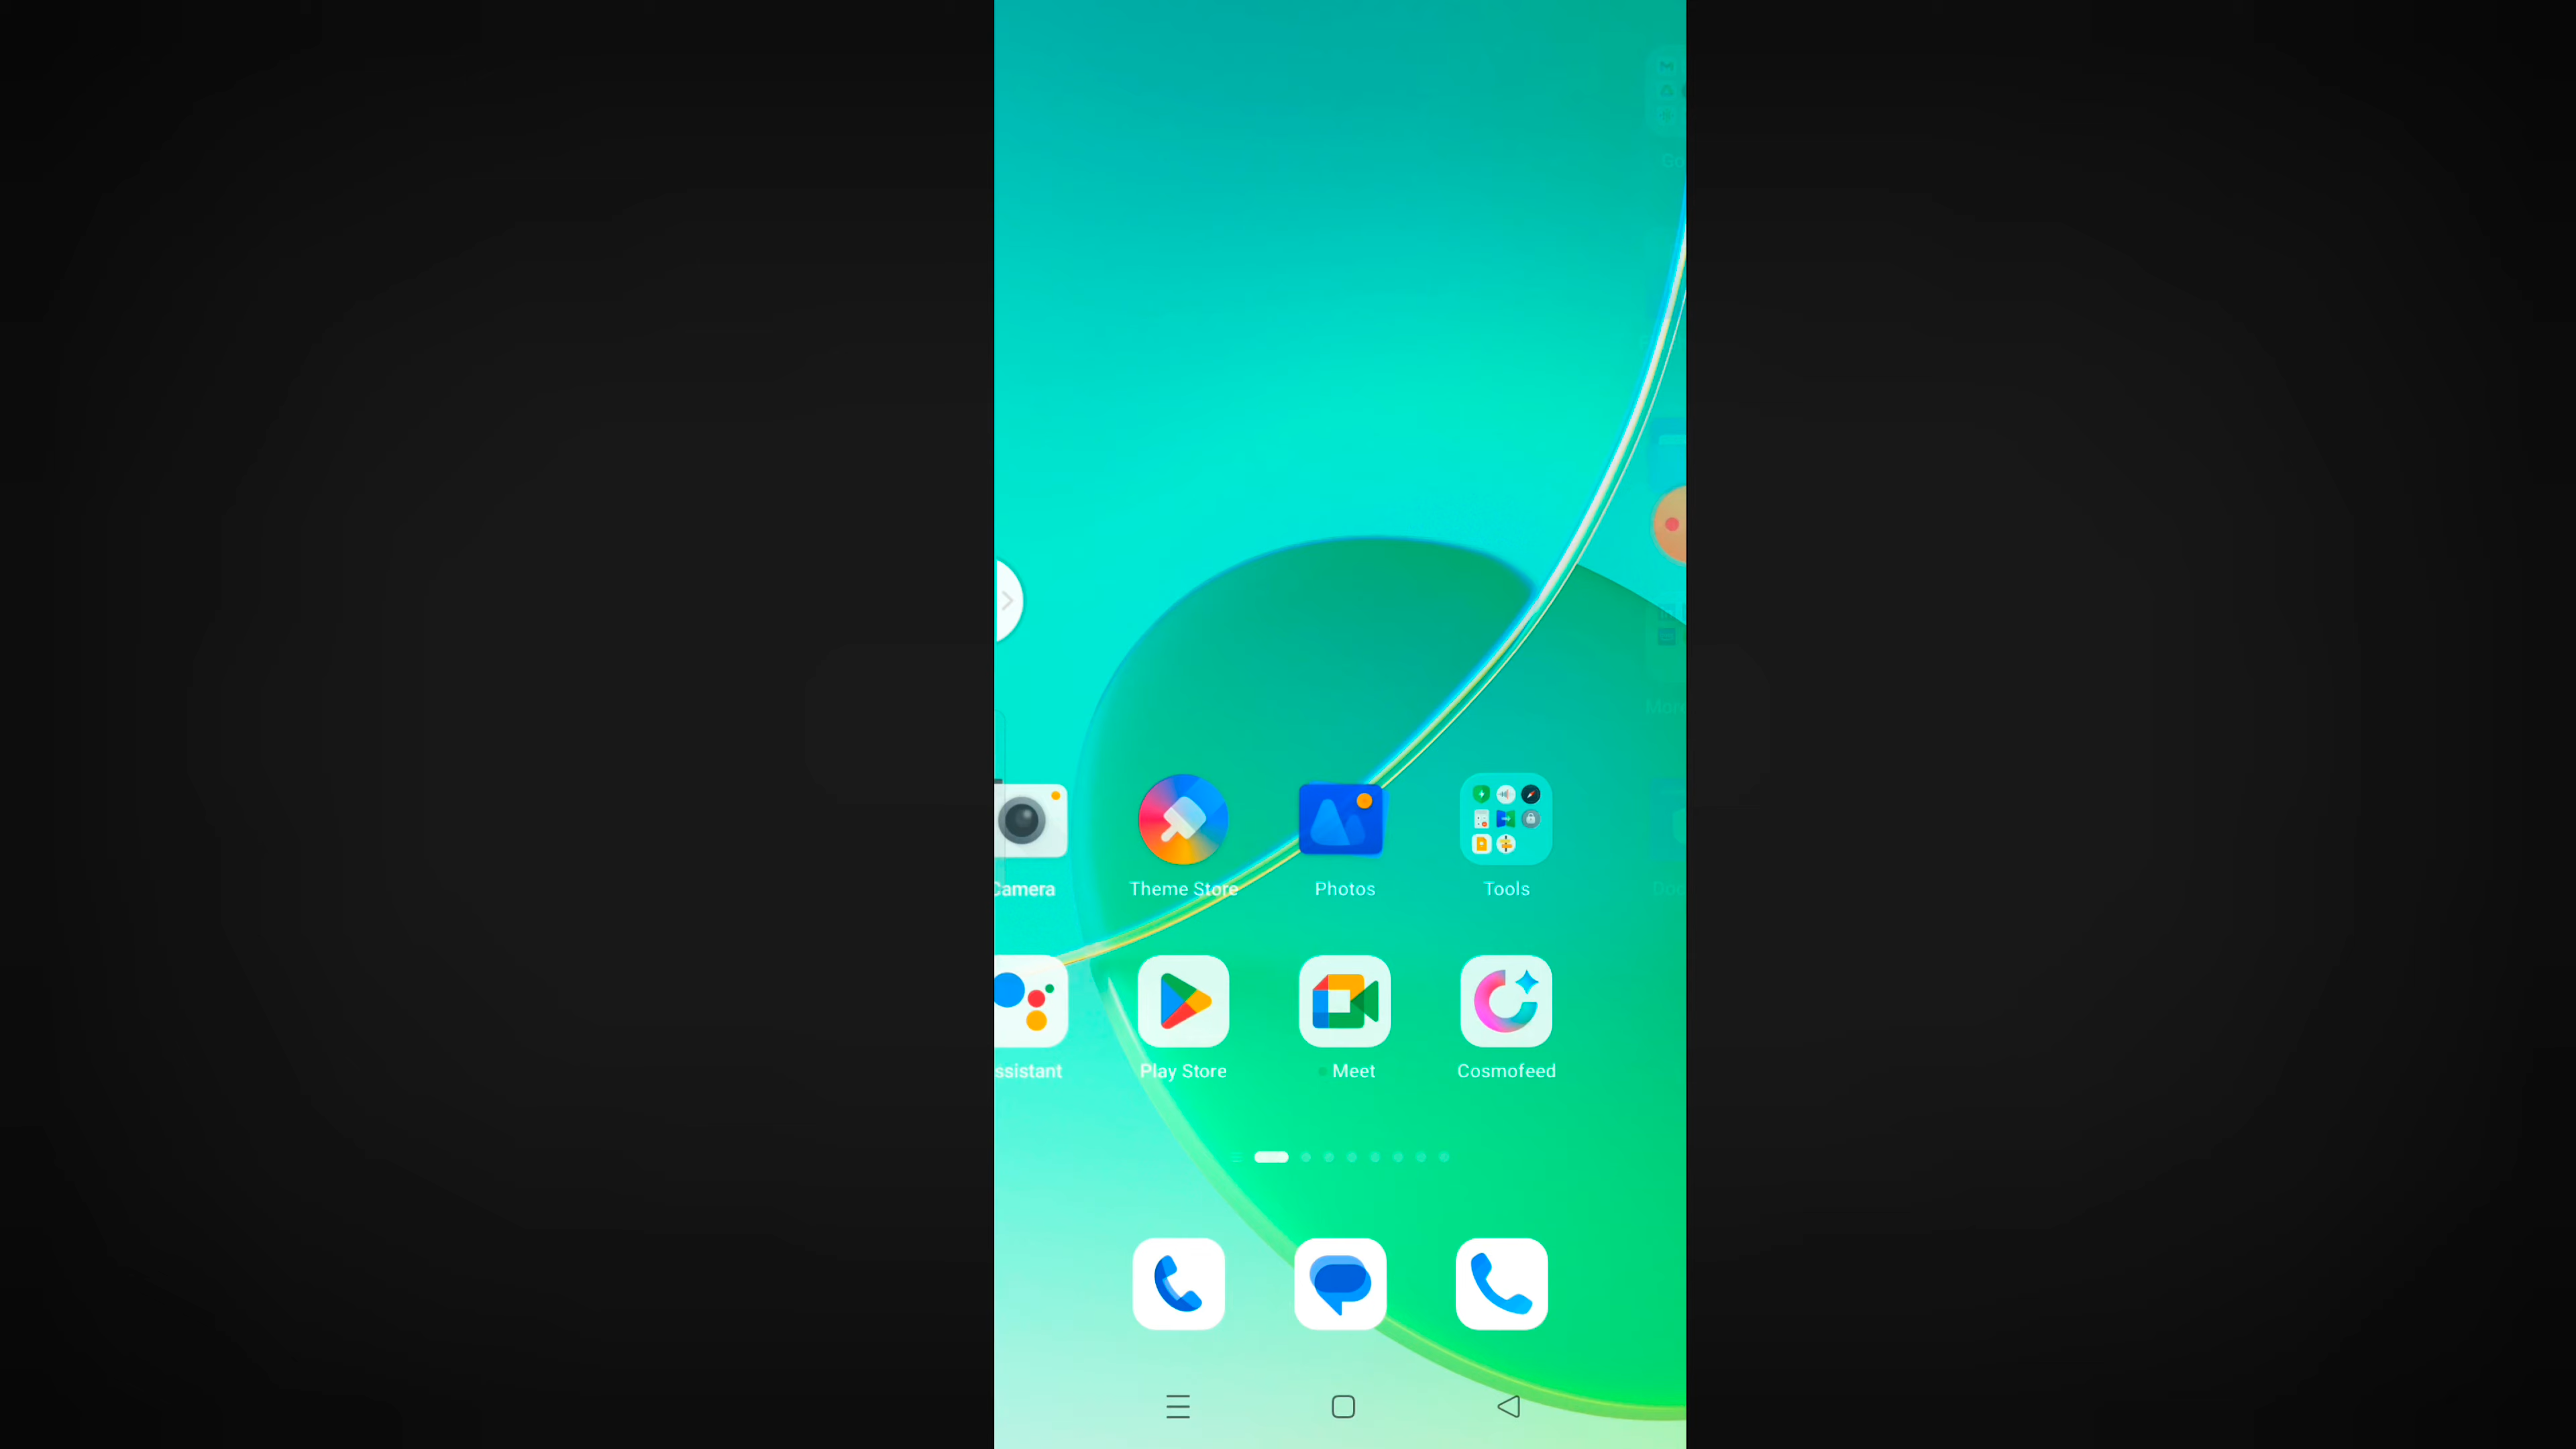 Camera
Theme Store
Photos
Tools
ssistant
Play Store
Meet
Cosmofeed